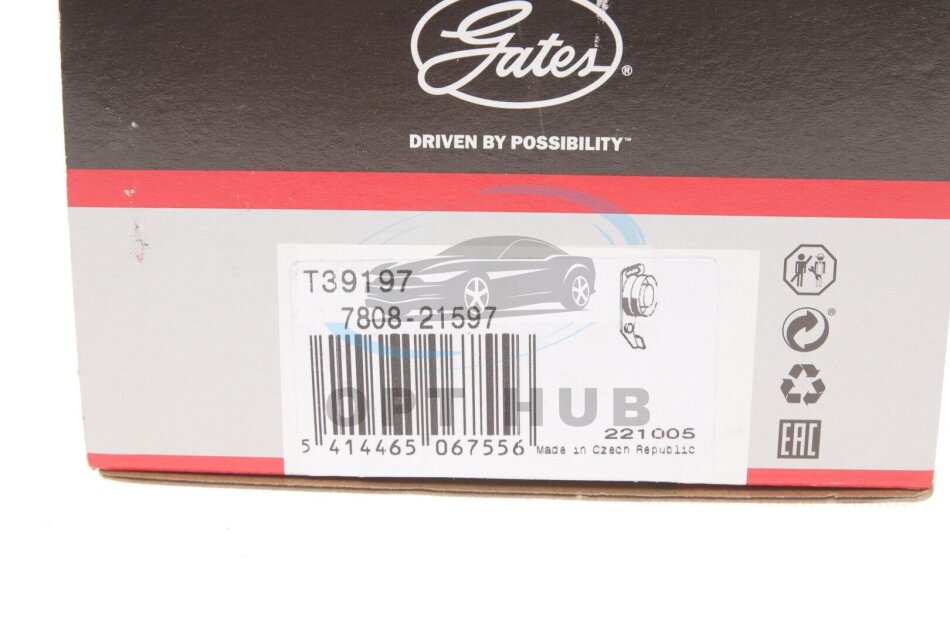 Gates®
DRIVEN BY POSSIBILITY™
T39197
7808-21597
OPT HUB
221005
5 414465 067556
Made in Czech Republic
®
EAC